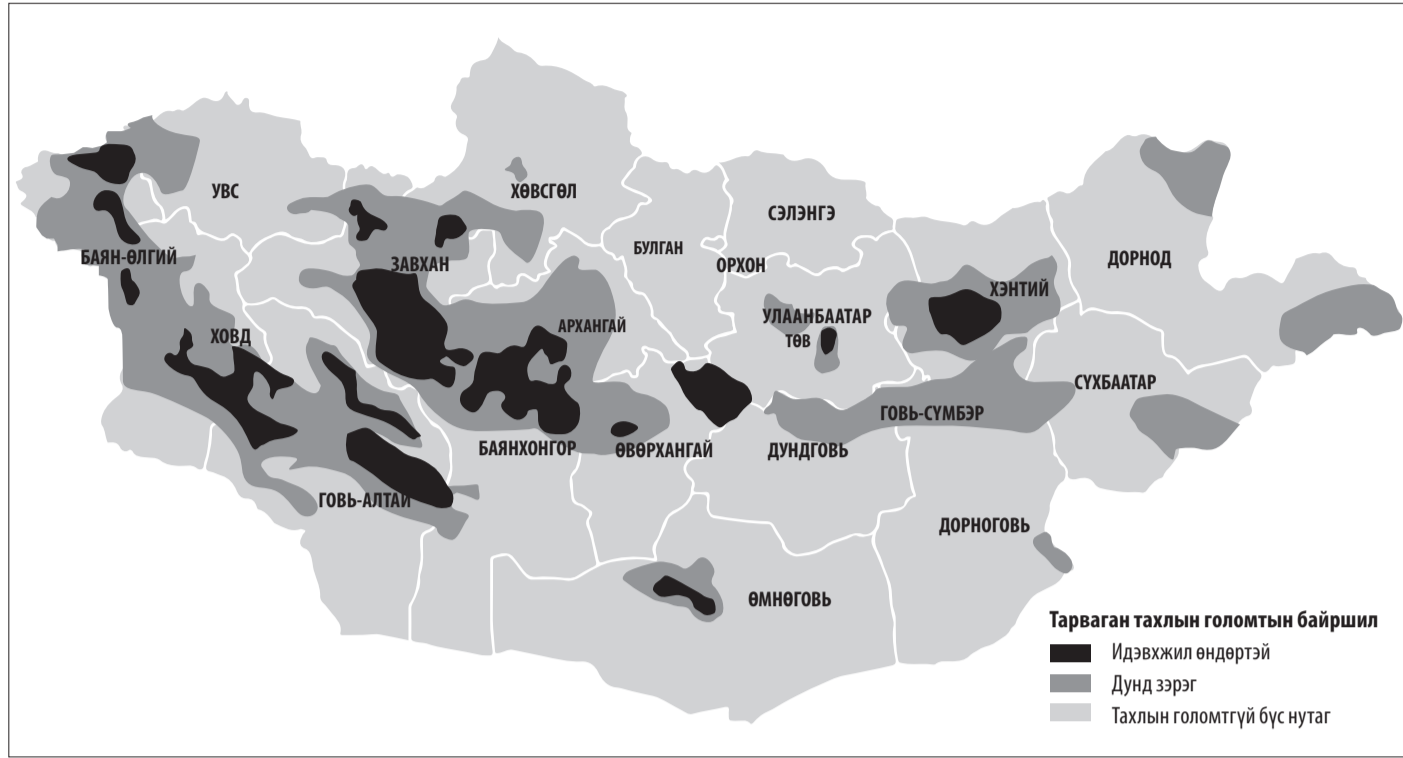 УВС
ХӨВСГӨЛ
СЭЛЭНГЭ
БУЛГАН
ДОРНОД
БАЯН-ӨЛГИЙ
ЗАВХАН
ОРХОН
ХЭНТИЙ
УЛААНБААТАР
АРХАНГАЙ
ТӨВ
ХОВД
СҮХБААТАР
ГОВЬ-СҮМБЭР
БАЯНХОНГОР
ӨВӨРХАНГАЙ
ДУНДГОВЬ
ГОВЬ-АЛТАЙ
ДОРНОГОВЬ
ӨМНӨГОВЬ
Тарваган тахлын голомтын байршил
Идэвхжил өндөртэй
Дунд зэрэг
Тахлын голомтгүй бүс нутаг